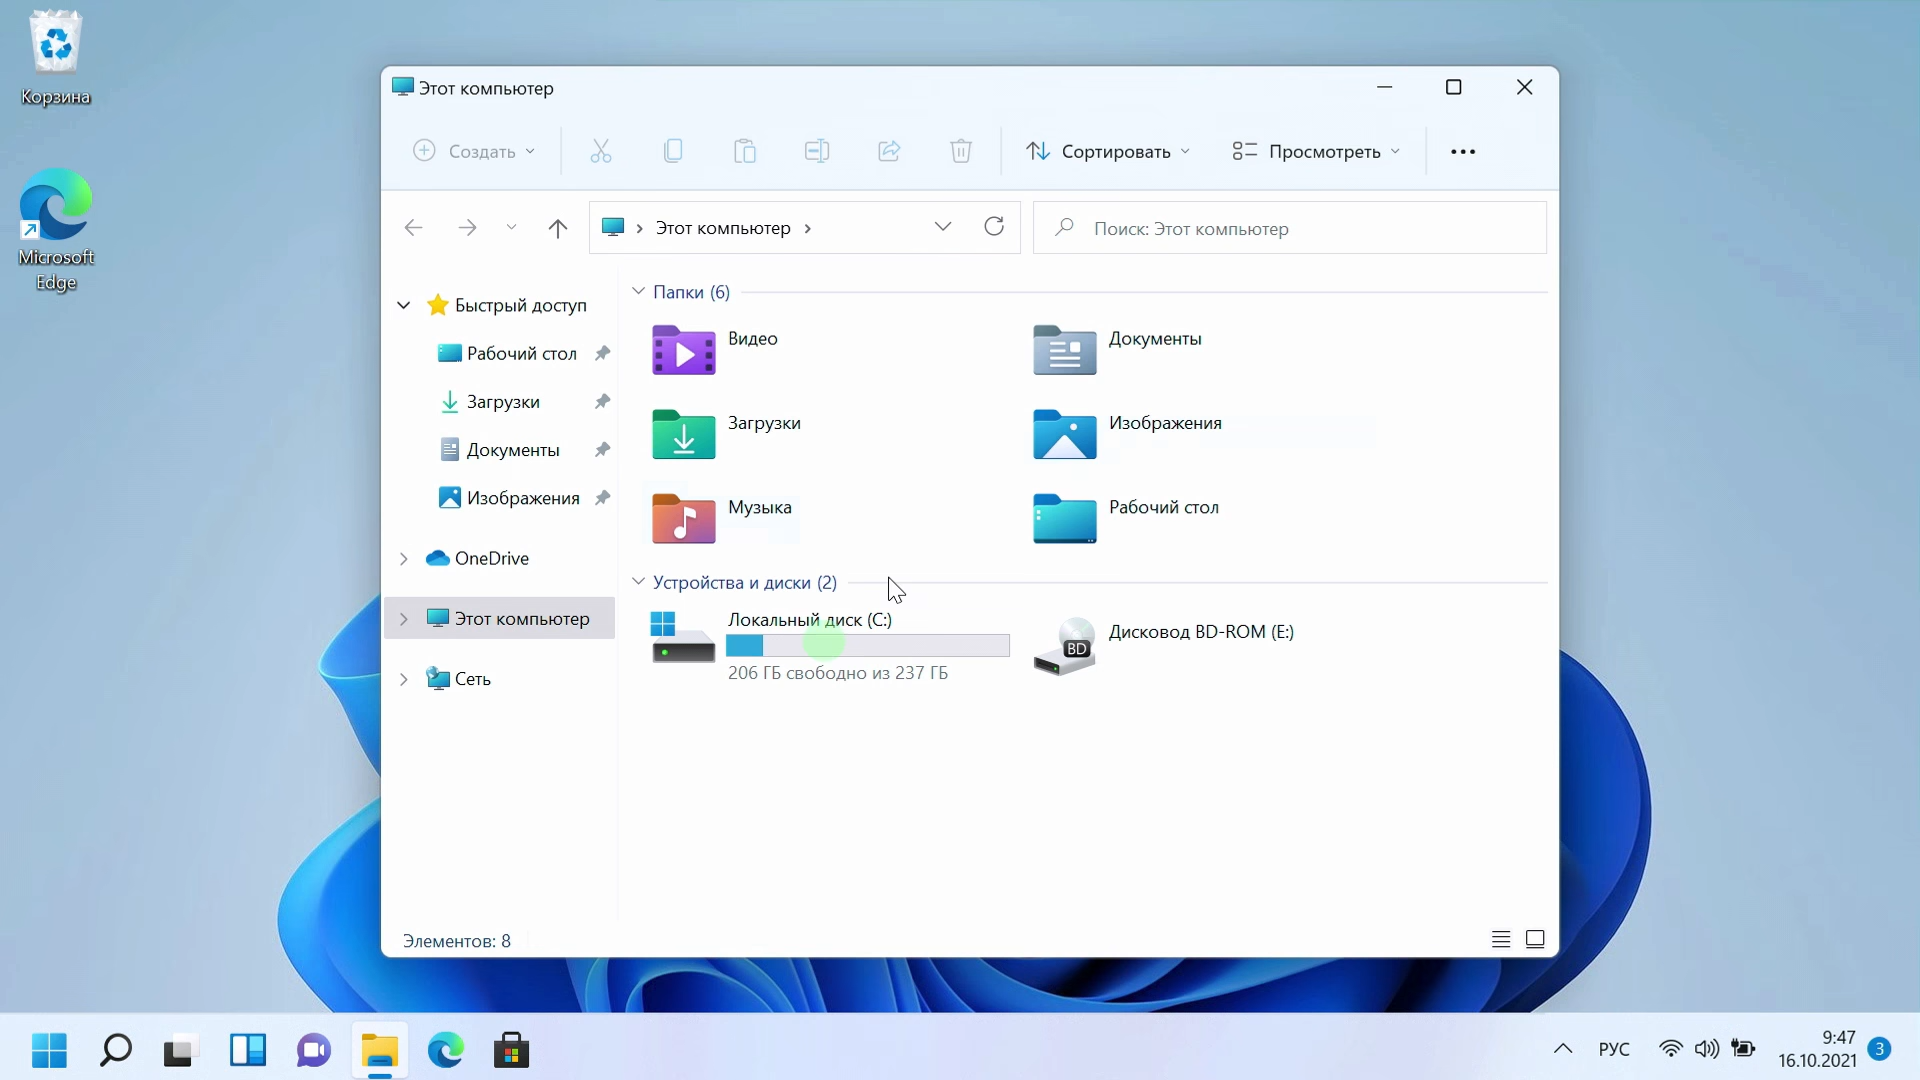 Корзина
Microsoft
Edge
Этот компьютер
Создать
Сортировать
Просмотреть
Этот компьютер
Поиск: Этот компьютер
Быстрый доступ
Рабочий стол
Загрузки
Документы
Изображения
OneDrive
Этот компьютер
Сеть
Папки (6)
Видео
Документы
Загрузки
Изображения
Музыка
Рабочий стол
Устройства и диски (2)
Локальный диск (C:)
206 ГБ свободно из 237 ГБ
BD
Дисковод BD-ROM (E:)
Элементов: 8
РУС
9:47
16.10.2021
3